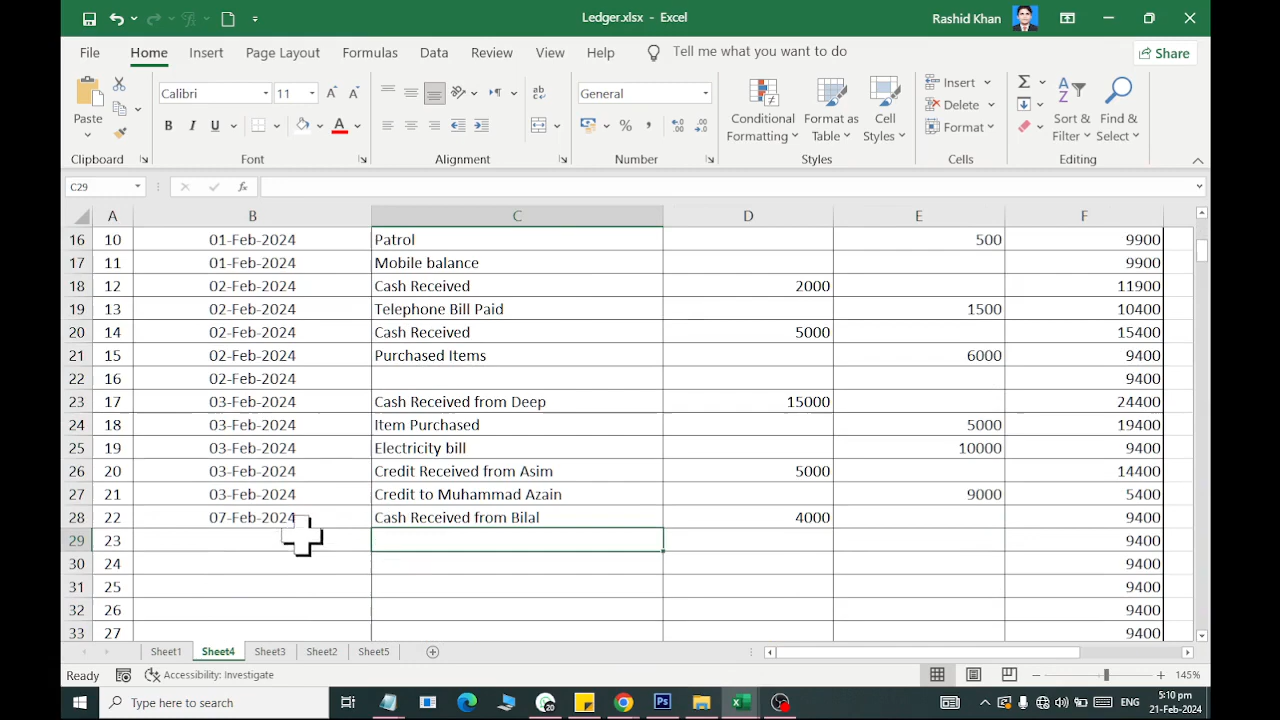 Ledger.xlsx - Excel
Rashid Khan
File Home Insert Page Layout Formulas Data Review View Help Tell me what you want to do Share
Paste
Calibri 11
B I U A
ab
General
% ,
Conditional Formatting
Format as Table
Cell Styles
Insert
Delete
Format
Sort & Filter
Find & Select
Clipboard Font Alignment Number Styles Cells Editing
C29 fx
A B C D E F
16 10 01-Feb-2024 Patrol 500 9900
17 11 01-Feb-2024 Mobile balance 9900
18 12 02-Feb-2024 Cash Received 2000 11900
19 13 02-Feb-2024 Telephone Bill Paid 1500 10400
20 14 02-Feb-2024 Cash Received 5000 15400
21 15 02-Feb-2024 Purchased Items 6000 9400
22 16 02-Feb-2024 9400
23 17 03-Feb-2024 Cash Received from Deep 15000 24400
24 18 03-Feb-2024 Item Purchased 5000 19400
25 19 03-Feb-2024 Electricity bill 10000 9400
26 20 03-Feb-2024 Credit Received from Asim 5000 14400
27 21 03-Feb-2024 Credit to Muhammad Azain 9000 5400
28 22 07-Feb-2024 Cash Received from Bilal 4000 9400
29 23 9400
30 24 9400
31 25 9400
32 26 9400
33 27 9400
Sheet1 Sheet4 Sheet3 Sheet2 Sheet5
Ready Accessibility: Investigate 145%
Type here to search
20
ENG
5:10 pm
21-Feb-2024